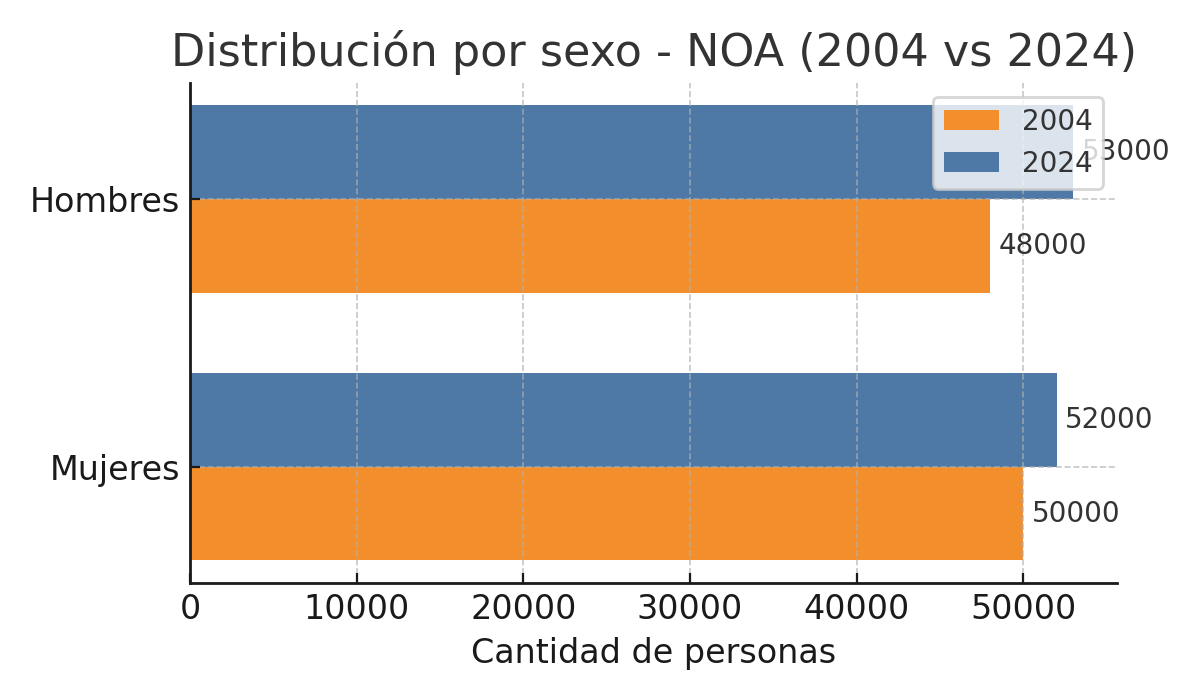 Distribución por sexo - NOA (2004 vs 2024)
2004
2024
53000
Hombres
48000
52000
Mujeres
50000
0 10000 20000 30000 40000 50000
Cantidad de personas